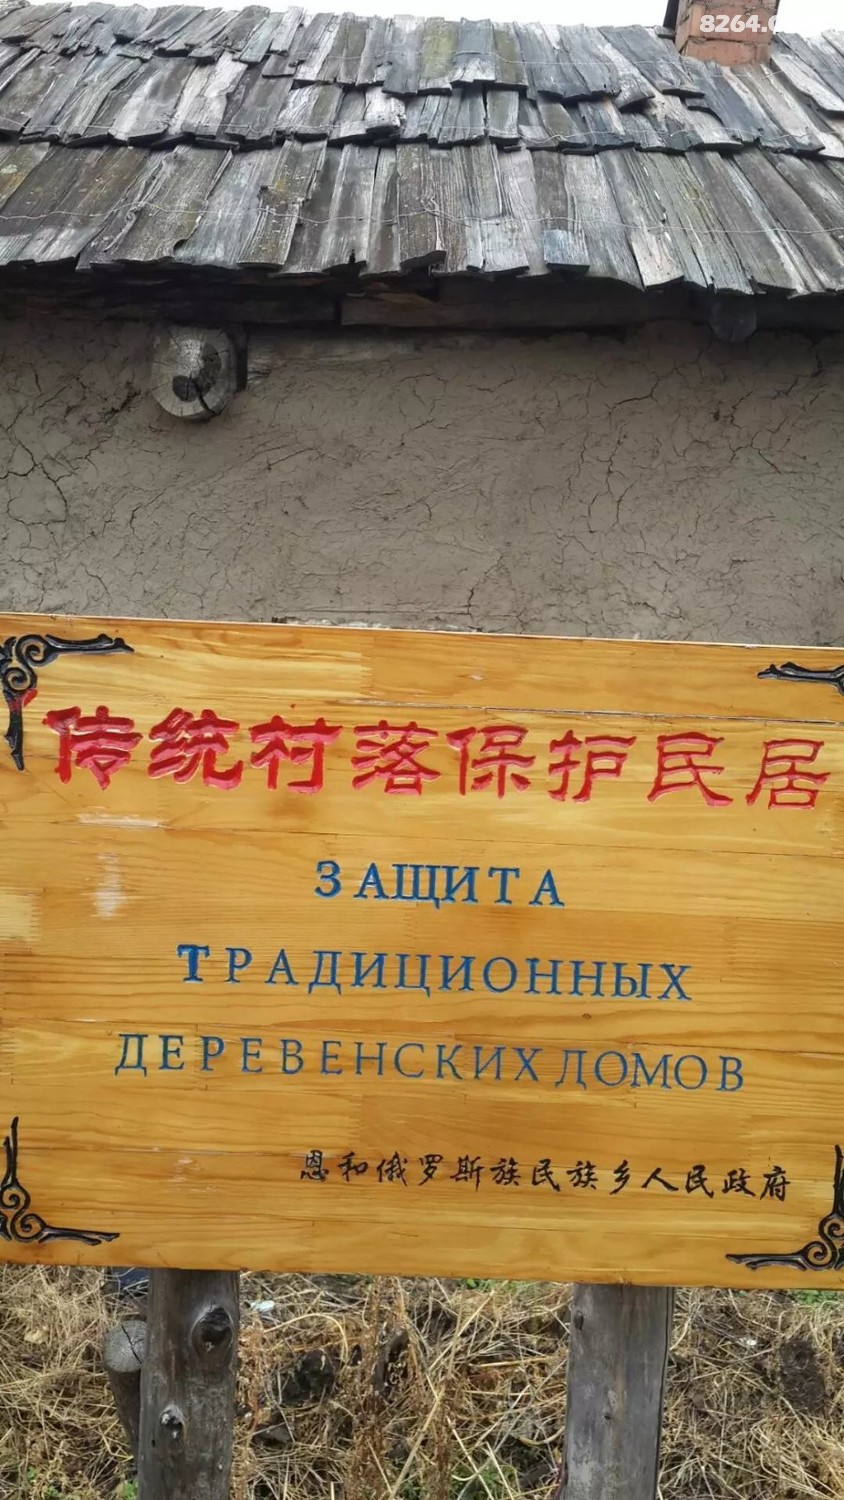 8264.
传统村落保护民居
ЗАЩИТА
ТРАДИЦИОННЫХ
ДЕРЕВЕНСКИХ ДОМОВ
恩和俄罗斯族民族乡人民政府